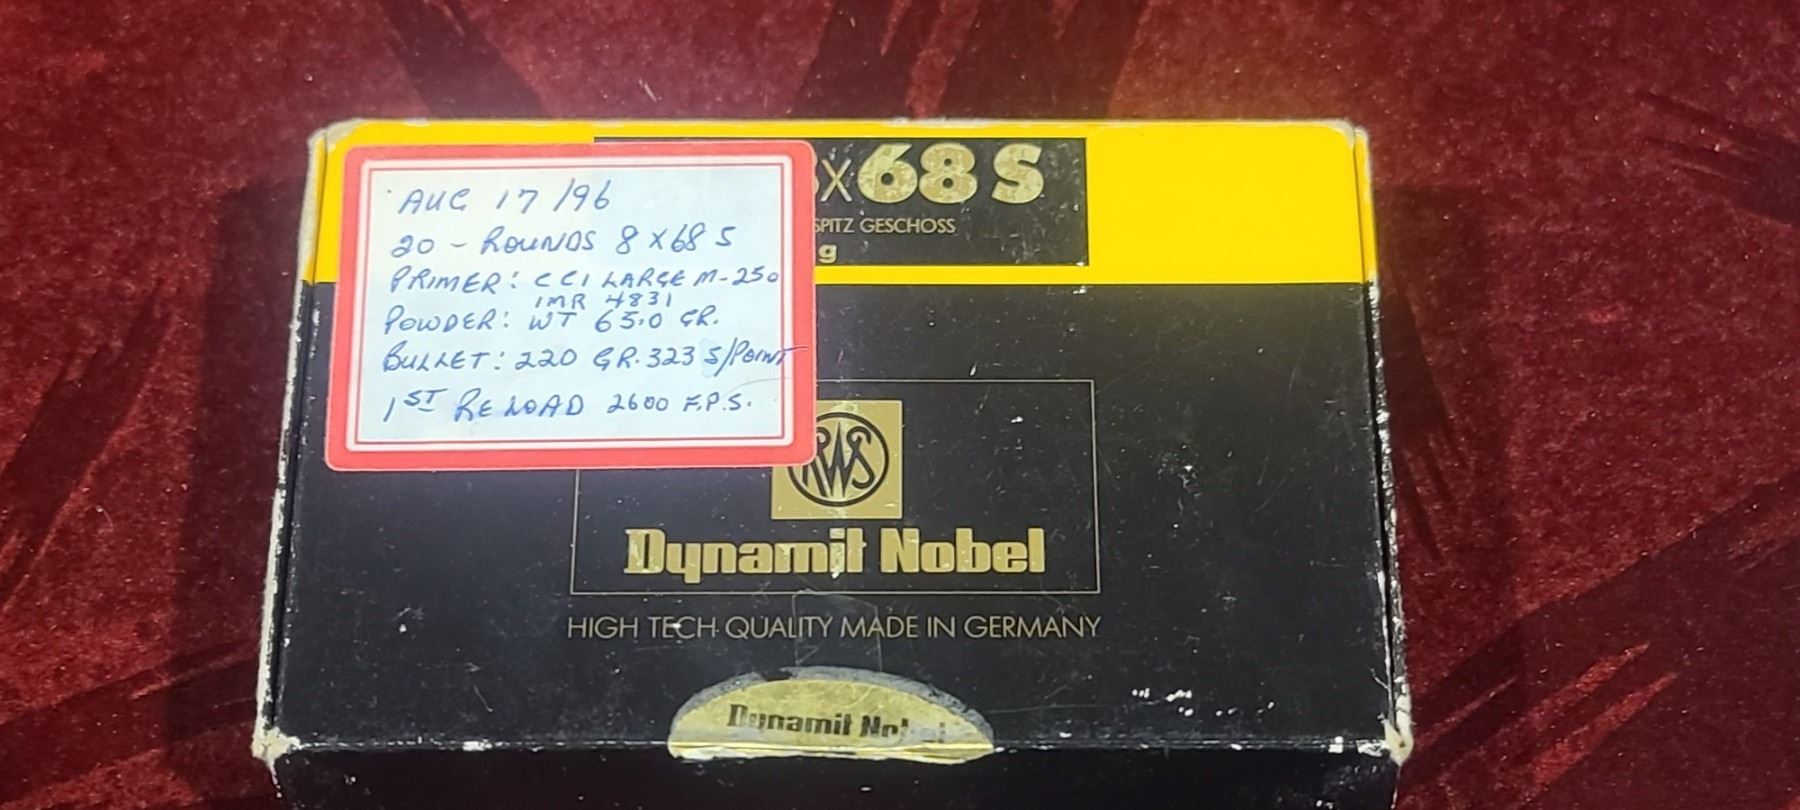 AUG 17/96
20 - ROUNDS 8 X 68 S
PRIMER: CCI LARGE M-250
IMR 4831
POWDER: WT 65.0 GR.
BULLET: 220 GR. 323 S/POINT
1ST RELOAD 2600 F.P.S.
X68 S
SPITZ GESCHOSS
g
RWS
Dynamit Nobel
HIGH TECH QUALITY MADE IN GERMANY
Dynamit Nobel